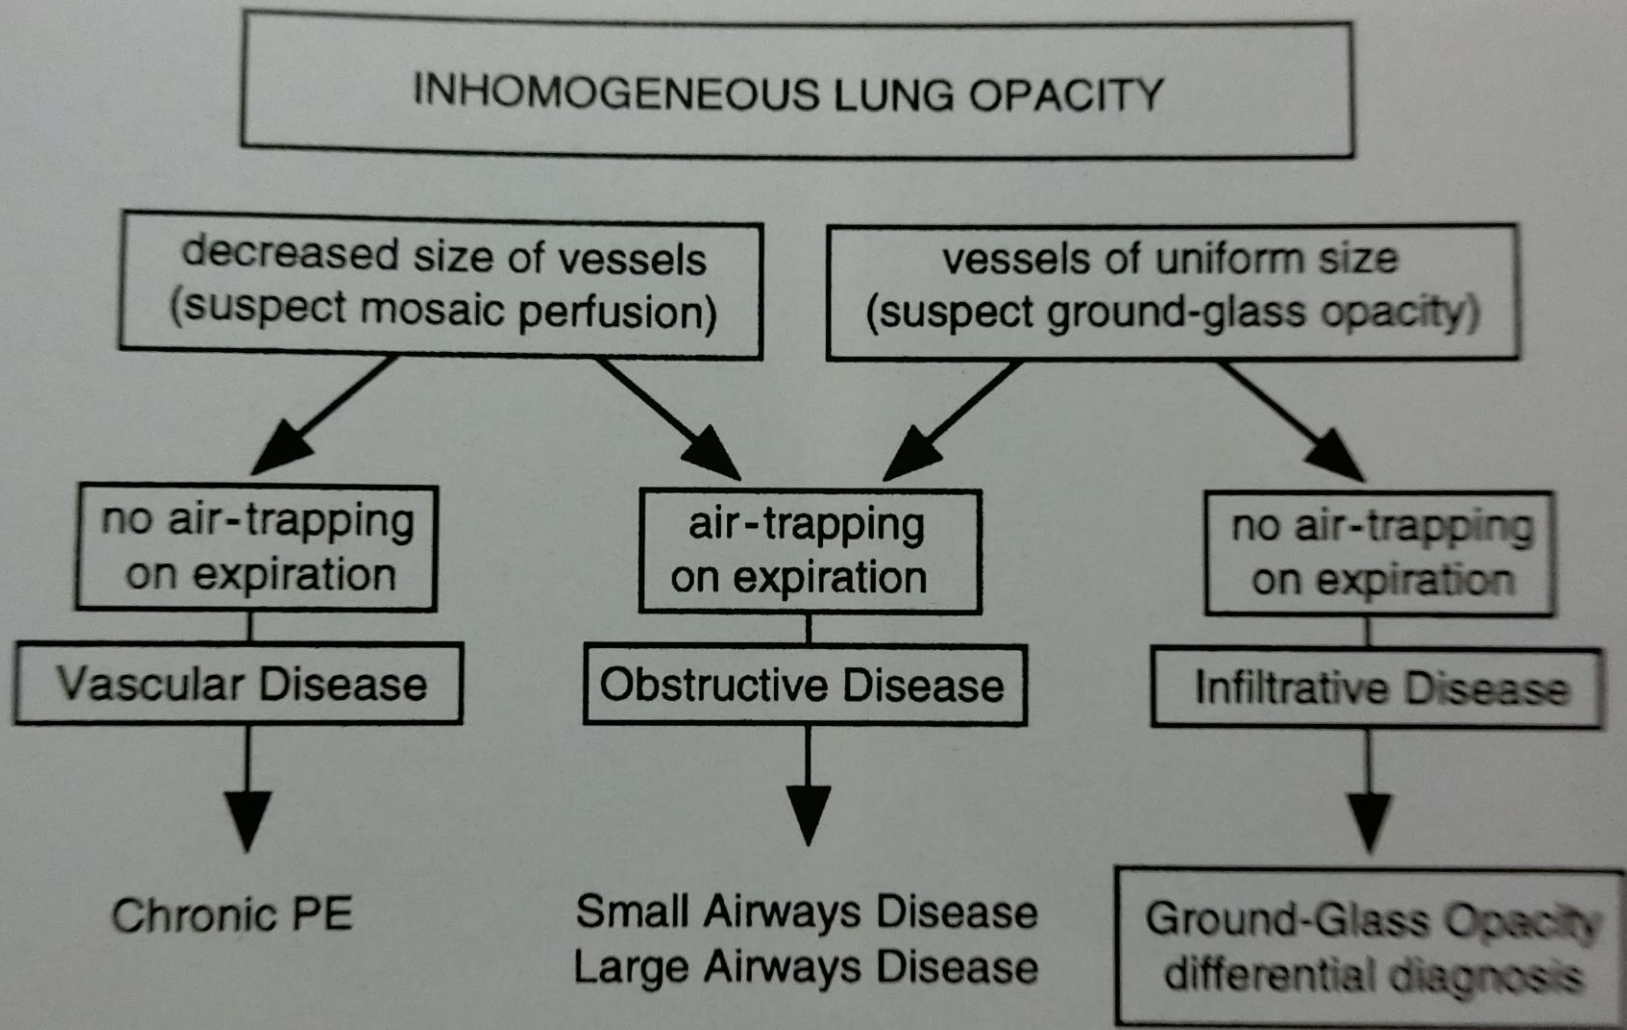 INHOMOGENEOUS LUNG OPACITY
decreased size of vessels
(suspect mosaic perfusion)
vessels of uniform size
(suspect ground-glass opacity)
no air-trapping
on expiration
air-trapping
on expiration
no air-trapping
on expiration
Vascular Disease
Obstructive Disease
Infiltrative Disease
Chronic PE
Small Airways Disease
Large Airways Disease
Ground-Glass Opacity
differential diagnosis